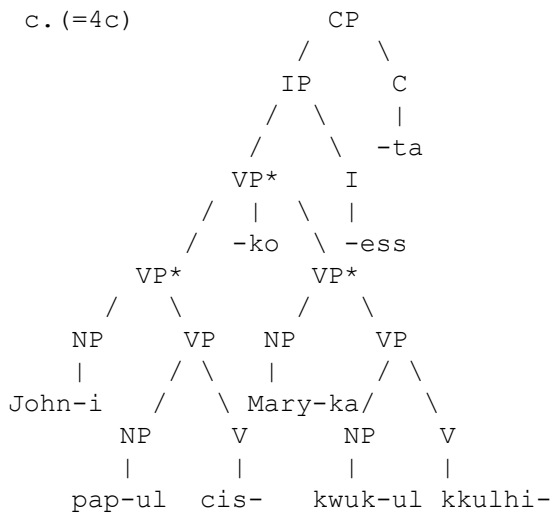 c.(=4c) CP
/ \
IP C
/ \ |
/ \ -ta
VP* I
/ | \ |
/ -ko \ -ess
VP* VP*
/ \ / \
NP VP NP VP
| / \ | / \
John-i / \ Mary-ka/ \
NP V NP V
| | | |
pap-ul cis- kwuk-ul kkulhi-